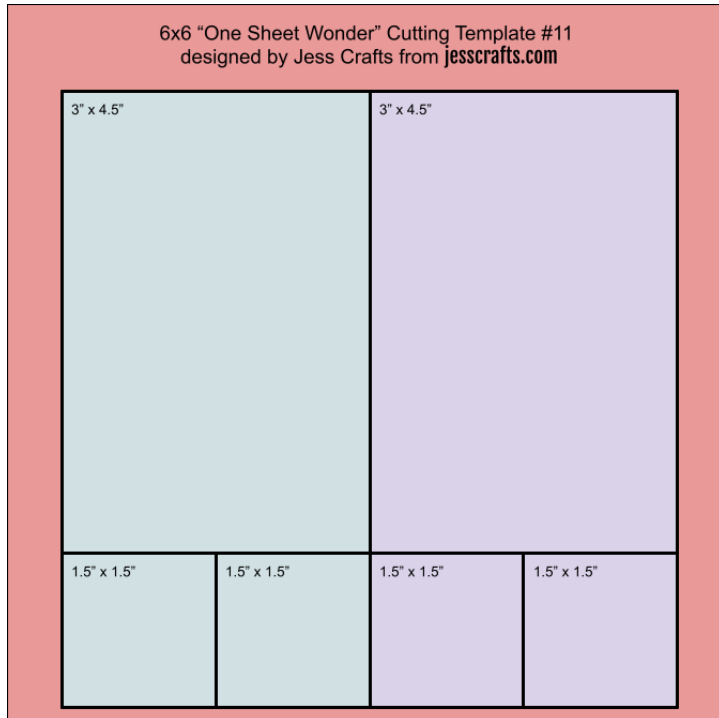 6x6 “One Sheet Wonder” Cutting Template #11
designed by Jess Crafts from jesscrafts.com
3” x 4.5”
3” x 4.5”
1.5” x 1.5”
1.5” x 1.5”
1.5” x 1.5”
1.5” x 1.5”